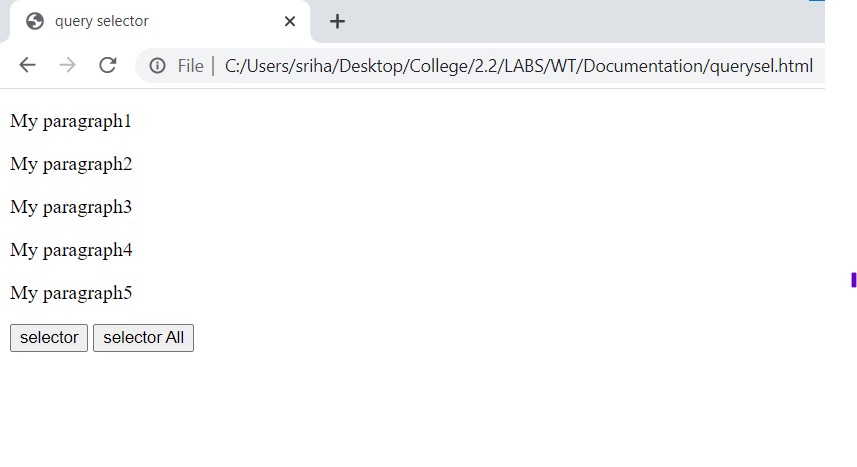 query selector
File | C:/Users/sriha/Desktop/College/2.2/LABS/WT/Documentation/querysel.html
My paragraph1
My paragraph2
My paragraph3
My paragraph4
My paragraph5
selector selector All